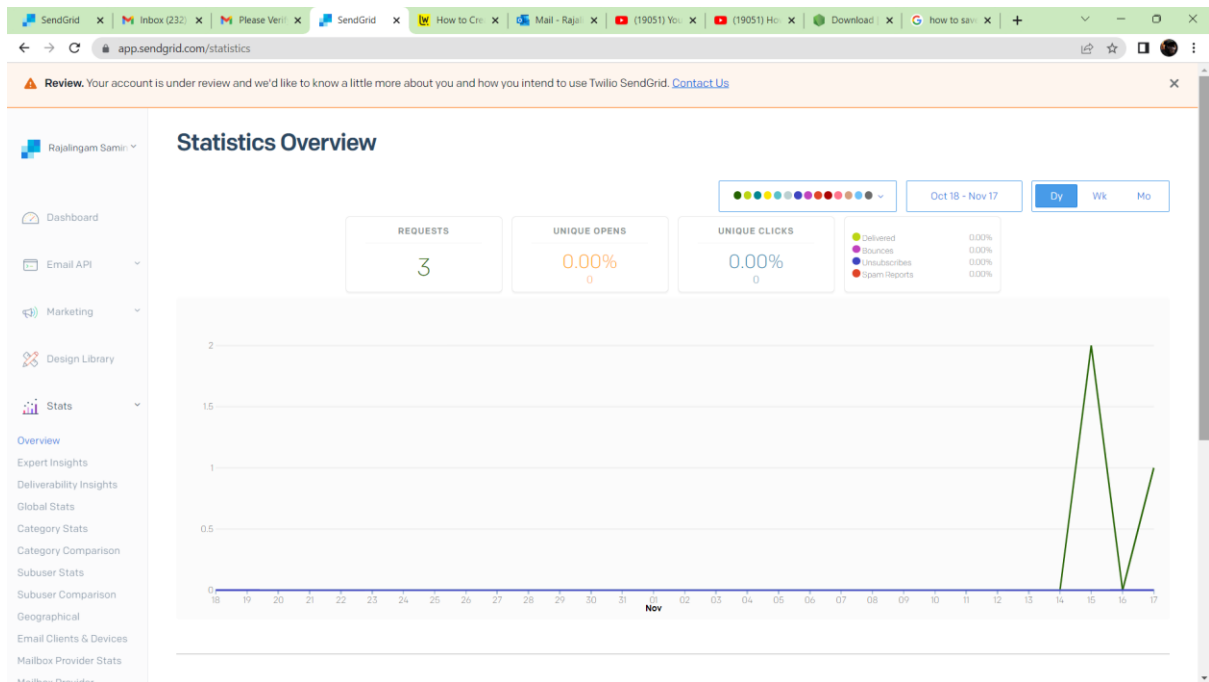 SendGrid
Inbox (232)
Please Verif
SendGrid
How to Cre
Mail - Rajali
(19051) You
(19051) Hov
Download
how to save
app.sendgrid.com/statistics
Review. Your account is under review and we'd like to know a little more about you and how you intend to use Twilio SendGrid. Contact Us
Rajalingam Samin
Statistics Overview
Oct 18 - Nov 17
Dy Wk Mo
Dashboard
Email API
Marketing
Design Library
Stats
Overview
Expert Insights
Deliverability Insights
Global Stats
Category Stats
Category Comparison
Subuser Stats
Subuser Comparison
Geographical
Email Clients & Devices
Mailbox Provider Stats
Mailbox Provider
REQUESTS
3
UNIQUE OPENS
0.00%
0
UNIQUE CLICKS
0.00%
0
Delivered 0.00%
Bounces 0.00%
Unsubscribes 0.00%
Spam Reports 0.00%
2
1.5
1
0.5
0
18 19 20 21 22 23 24 25 26 27 28 29 30 31 01 02 03 04 05 06 07 08 09 10 11 12 13 14 15 16 17
Nov